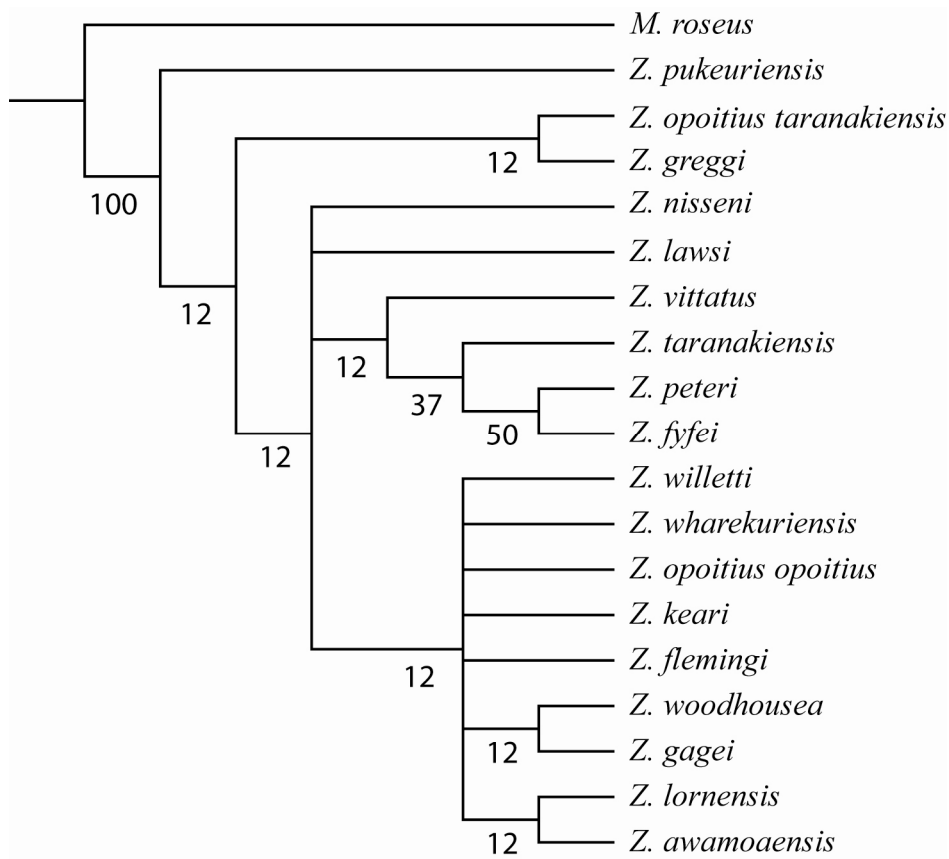 M. roseus
Z. pukeuriensis
Z. opoitius taranakiensis
12
Z. greggi
100
Z. nisseni
Z. lawsi
Z. vittatus
12
Z. taranakiensis
12
Z. peteri
37
Z. fyfei
50
12
Z. willetti
Z. wharekuriensis
Z. opoitius opoitius
Z. keari
Z. flemingi
12
Z. woodhousea
Z. gagei
12
Z. lornensis
Z. awamoaensis
12